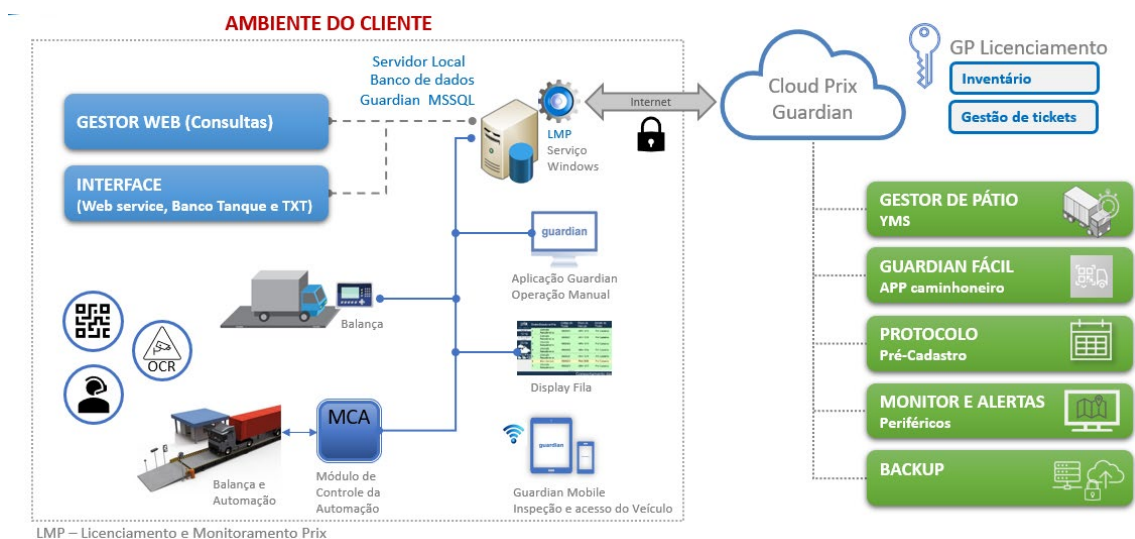 AMBIENTE DO CLIENTE
Servidor Local
Banco de dados
Guardian MSSQL
GESTOR WEB (Consultas)
INTERFACE
(Web service, Banco Tanque e TXT)
LMP
Serviço
Windows
Internet
Cloud Prix
Guardian
GP Licenciamento
Inventário
Gestão de tickets
guardian
Aplicação Guardian
Operação Manual
Balança
OCR
Display Fila
MCA
Balança e
Automação
Módulo de
Controle da
Automação
guardian
Guardian Mobile
Inspeção e acesso do Veículo
GESTOR DE PÁTIO
YMS
GUARDIAN FÁCIL
APP caminhoneiro
PROTOCOLO
Pré-Cadastro
MONITOR E ALERTAS
Periféricos
BACKUP
LMP – Licenciamento e Monitoramento Prix